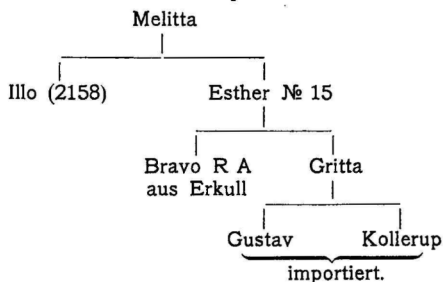 Melitta
Illo (2158) Esther № 15
Bravo R A Gritta
aus Erkull
Gustav Kollerup
importiert.